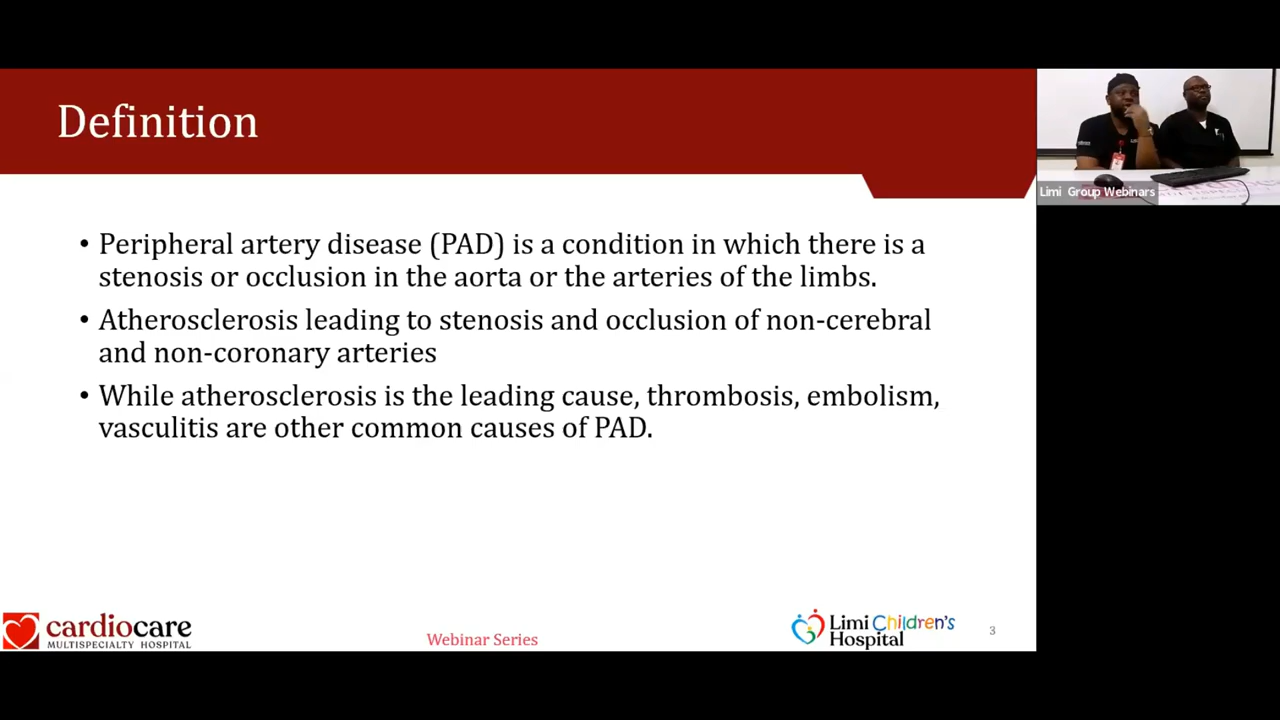 Definition
• Peripheral artery disease (PAD) is a condition in which there is a
stenosis or occlusion in the aorta or the arteries of the limbs.
• Atherosclerosis leading to stenosis and occlusion of non-cerebral
and non-coronary arteries
• While atherosclerosis is the leading cause, thrombosis, embolism,
vasculitis are other common causes of PAD.
Limi Group Webinars
cardiocare
MULTISPECIALTY HOSPITAL
Webinar Series
Limi Children's
Hospital
3